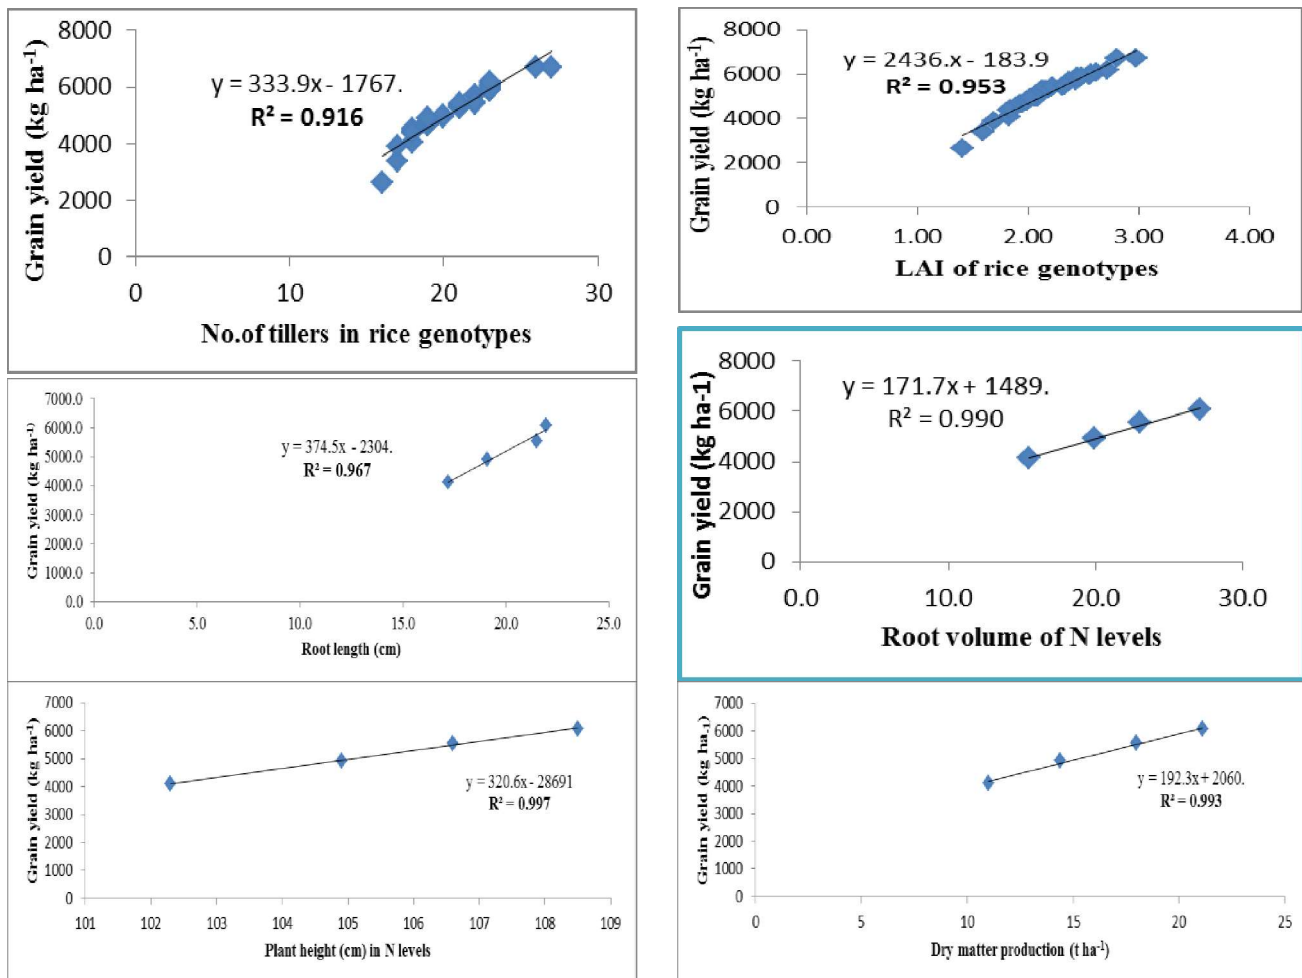 Grain yield (kg ha⁻¹)
8000
6000
4000
2000
0
y = 333.9x - 1767.
R² = 0.916
0 10 20 30
No.of tillers in rice genotypes
Grain yield (kg ha⁻¹)
8000
6000
4000
2000
0
y = 2436.x - 183.9
R² = 0.953
0.00 1.00 2.00 3.00 4.00
LAI of rice genotypes
Grain yield (kg ha⁻¹)
7000.0
6000.0
5000.0
4000.0
3000.0
2000.0
1000.0
0.0
y = 374.5x - 2304.
R² = 0.967
0.0 5.0 10.0 15.0 20.0 25.0
Root length (cm)
Grain yield (kg ha-1)
8000
6000
4000
2000
0
y = 171.7x + 1489.
R² = 0.990
0.0 10.0 20.0 30.0
Root volume of N levels
Grain yield (kg ha⁻¹)
7000
6000
5000
4000
3000
2000
1000
0
y = 320.6x - 28691
R² = 0.997
101 102 103 104 105 106 107 108 109
Plant height (cm) in N levels
Grain yield (kg ha₋₁)
7000
6000
5000
4000
3000
2000
1000
0
y = 192.3x + 2060.
R² = 0.993
0 5 10 15 20 25
Dry matter production (t ha⁻¹)